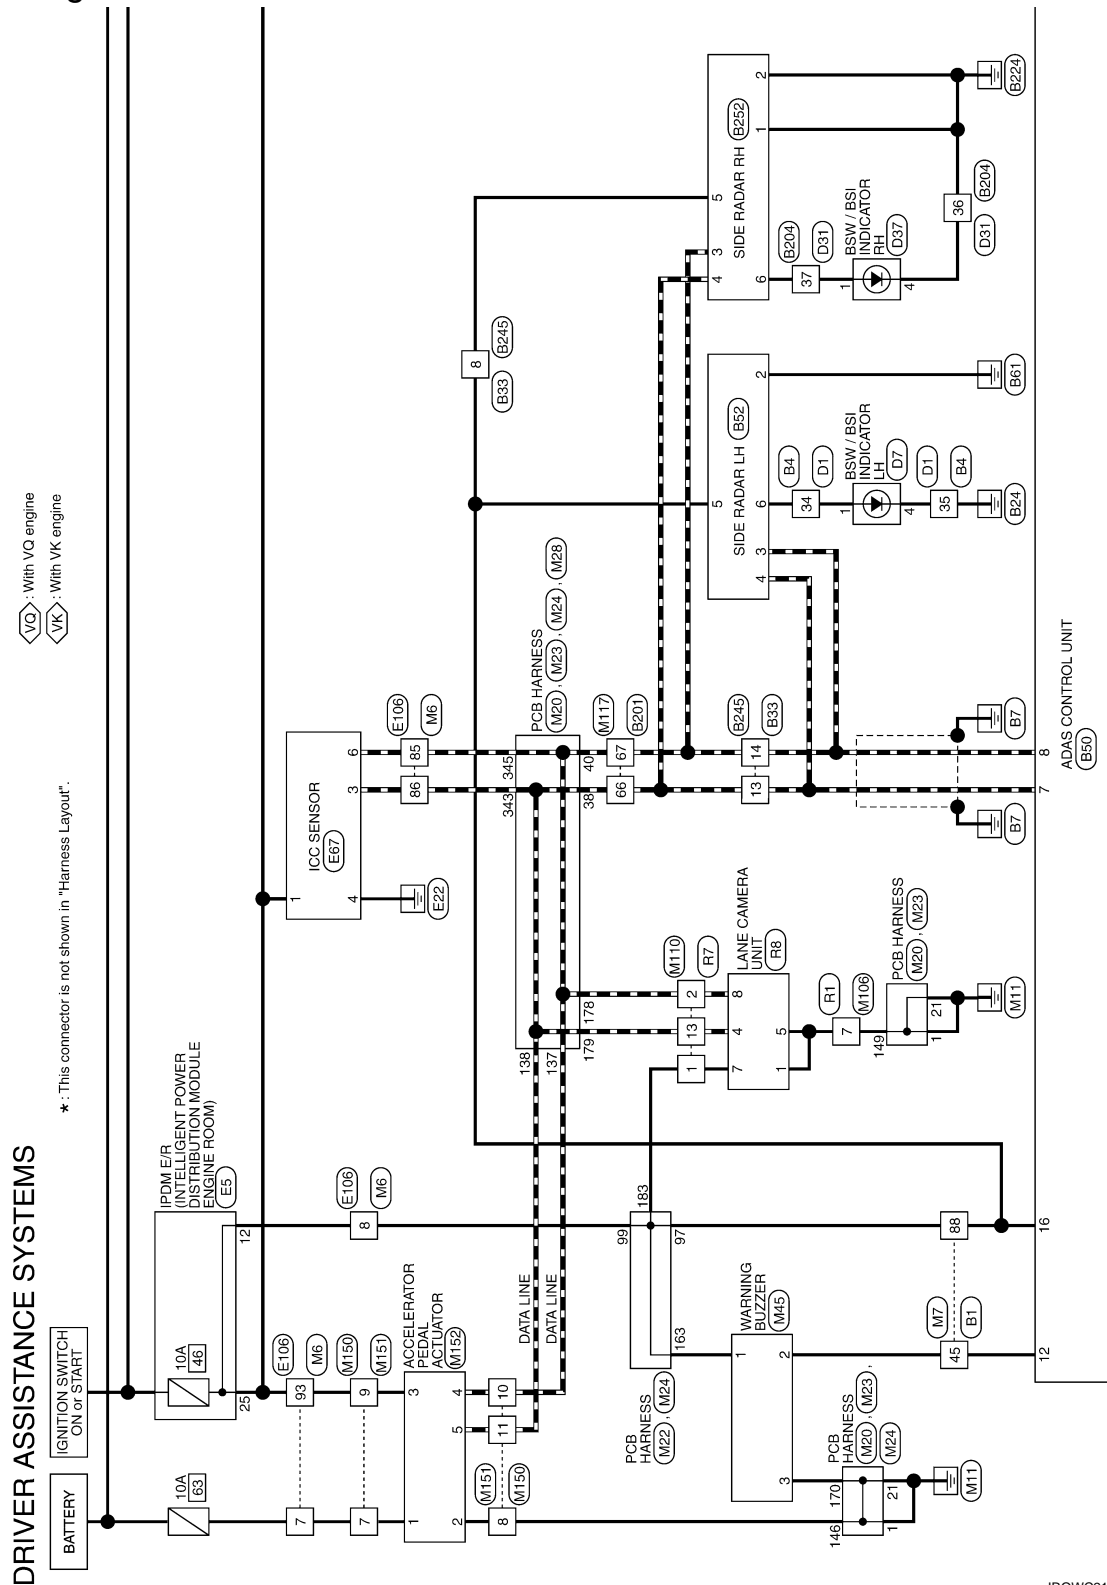 DRIVER ASSISTANCE SYSTEMS
* : This connector is not shown in "Harness Layout".
VQ : With VQ engine
VK : With VK engine
BATTERY
IGNITION SWITCH
ON or START
10A
63
10A
46
IPDM E/R
(INTELLIGENT POWER
DISTRIBUTION MODULE
ENGINE ROOM)
E5
25
12
7
93
E106
M6
8
E106
M6
7
9
M150
M151
ACCELERATOR
PEDAL
ACTUATOR
M152
1
3
2
5
4
8
11
10
M151
M150
DATA LINE
DATA LINE
ICC SENSOR
E67
1
4
3
6
E22
86
85
E106
M6
PCB HARNESS
M20 , M23 , M24 , M28
343
345
138
137
179
178
38
40
66
67
M117
B201
8
B33
B245
PCB
HARNESS
M22 , M24
99
183
163
97
1
13
2
M110
R7
LANE CAMERA
UNIT
R8
7
4
8
1
5
7
R1
M106
PCB HARNESS
M20 , M23
149
1
21
M11
WARNING
BUZZER
M45
1
3
2
PCB
HARNESS
M20 , M23 ,
M24
146
170
1
21
M11
45
88
M7
B1
12
16
13
14
B245
B33
B7
B7
7
8
ADAS CONTROL UNIT
B50
SIDE RADAR LH
B52
5
4
3
6
2
34
B4
D1
BSW / BSI
INDICATOR
LH
D7
1
4
35
D1
B4
B24
B61
SIDE RADAR RH
B252
4
3
5
6
1
2
37
B204
D31
BSW / BSI
INDICATOR
RH
D37
1
4
36
D31
B204
B224